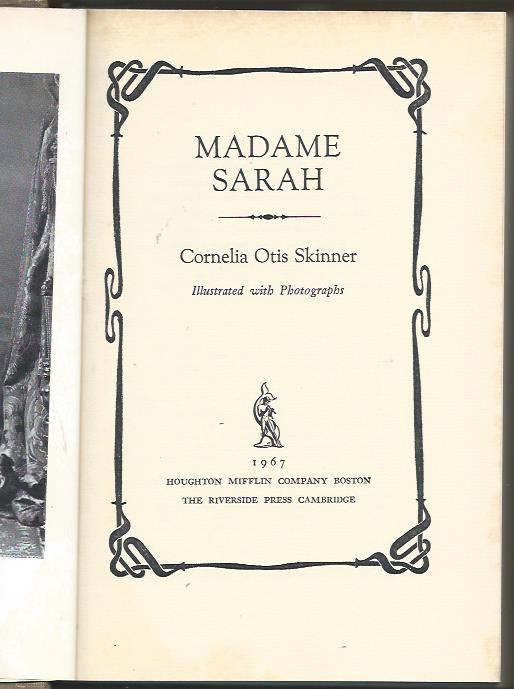 MADAME
SARAH
Cornelia Otis Skinner
Illustrated with Photographs
1967
HOUGHTON MIFFLIN COMPANY BOSTON
THE RIVERSIDE PRESS CAMBRIDGE